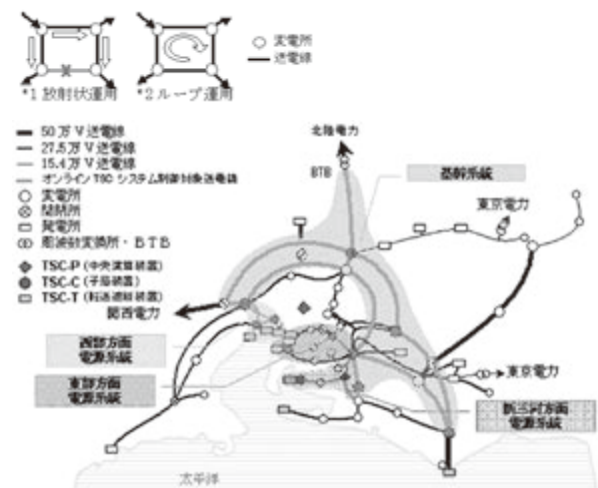 変電所
送電線
*1 放射状運用
*2 ループ運用
50万V送電線
27.5万V送電線
15.4万V送電線
オンラインTSCシステム制御対象送電線
変電所
開閉所
発電所
周波数変換所・BTB
TSC-P (中央演算装置)
TSC-C (子局装置)
TSC-T (転送遮断装置)
北陸電力
BTB
基幹系統
東京電力
関西電力
西部方面
電源系統
東部方面
電源系統
東京電力
新三河方面
電源系統
太平洋